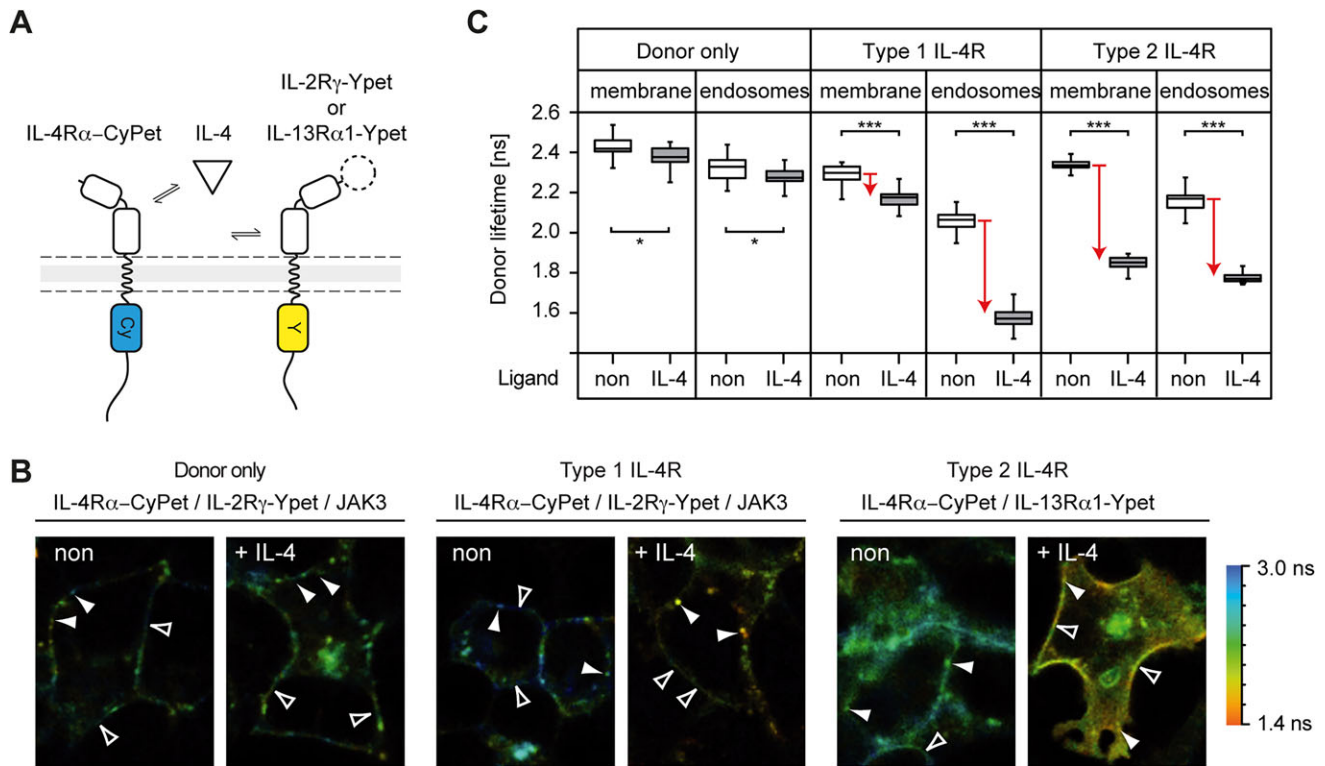 A
IL-2Rγ-Ypet
or
IL-4Rα–CyPet IL-4 IL-13Rα1-Ypet
Cy
Y
C
Donor only Type 1 IL-4R Type 2 IL-4R
membrane endosomes membrane endosomes membrane endosomes
Donor lifetime [ns]
2.6
2.4
2.2
2.0
1.8
1.6
* * *** *** *** ***
Ligand non IL-4 non IL-4 non IL-4 non IL-4 non IL-4 non IL-4
B
Donor only Type 1 IL-4R Type 2 IL-4R
IL-4Rα–CyPet / IL-2Rγ-Ypet / JAK3 IL-4Rα–CyPet / IL-2Rγ-Ypet / JAK3 IL-4Rα–CyPet / IL-13Rα1-Ypet
non + IL-4 non + IL-4 non + IL-4
3.0 ns
1.4 ns